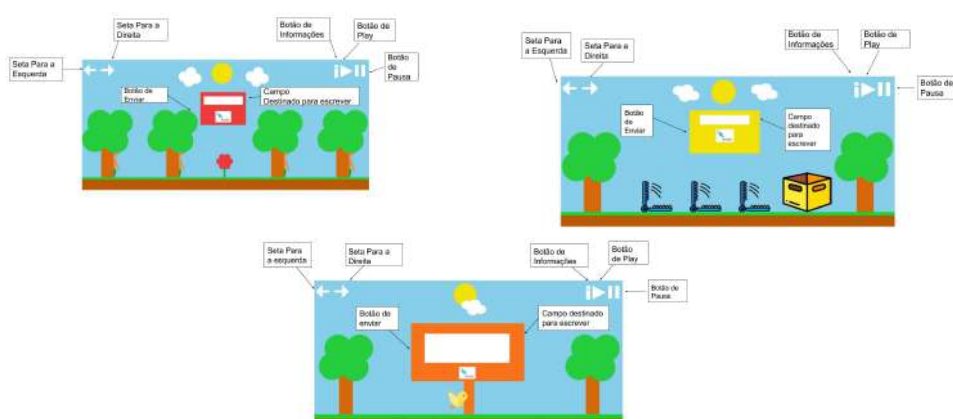 Seta Para a
Direita
Botão de
Informações
Botão de
Play
Seta Para
a Esquerda
Botão
de
Pausa
Botão de
Enviar
Campo
Destinado para escrever
Seta Para
a Esquerda
Seta Para a
Direita
Botão de
Informações
Botão de
Play
Botão
de Pausa
Botão
de
Enviar
Campo
destinado
para
escrever
Seta Para
a esquerda
Seta Para a
Direita
Botão de
Informações
Botão
de Play
Botão de
Pausa
Botão de
enviar
Campo destinado
para escrever